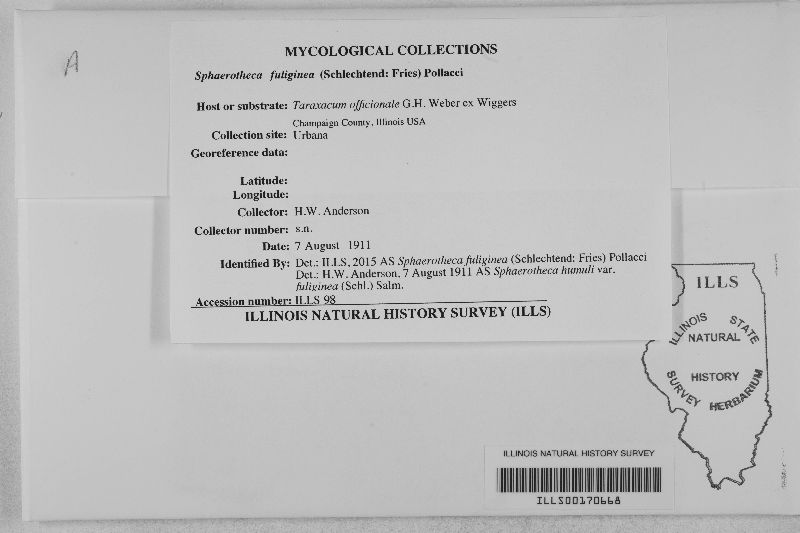 A
MYCOLOGICAL COLLECTIONS
Sphaerotheca fuliginea (Schlechtend: Fries) Pollacci
Host or substrate: Taraxacum officionale G.H. Weber ex Wiggers
Champaign County, Illinois USA
Collection site: Urbana
Georeference data:
Latitude:
Longitude:
Collector: H.W. Anderson
Collector number: s.n.
Date: 7 August 1911
Identified By: Det.: ILLS, 2015 AS Sphaerotheca fuliginea (Schlechtend: Fries) Pollacci
Det.: H.W. Anderson, 7 August 1911 AS Sphaerotheca humuli var.
fuliginea (Schl.) Salm.
Accession number: ILLS 98
ILLINOIS NATURAL HISTORY SURVEY (ILLS)
ILLS
ILLINOIS STATE
NATURAL
HISTORY
SURVEY HERBARIUM
ILLINOIS NATURAL HISTORY SURVEY
ILLS00170668